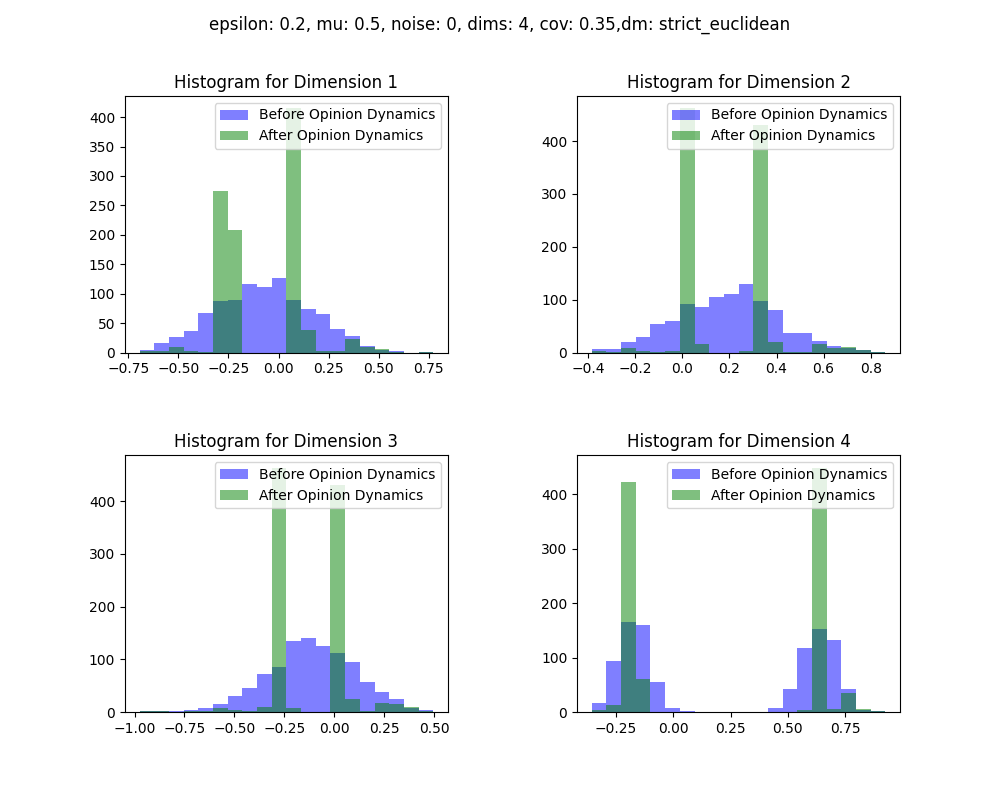 epsilon: 0.2, mu: 0.5, noise: 0, dims: 4, cov: 0.35,dm: strict_euclidean
Histogram for Dimension 1
Before Opinion Dynamics
After Opinion Dynamics
400
350
300
250
200
150
100
50
0
−0.75 −0.50 −0.25 0.00 0.25 0.50 0.75
Histogram for Dimension 2
Before Opinion Dynamics
After Opinion Dynamics
400
300
200
100
0
−0.4 −0.2 0.0 0.2 0.4 0.6 0.8
Histogram for Dimension 3
Before Opinion Dynamics
After Opinion Dynamics
400
300
200
100
0
−1.00 −0.75 −0.50 −0.25 0.00 0.25 0.50
Histogram for Dimension 4
Before Opinion Dynamics
After Opinion Dynamics
400
300
200
100
0
−0.25 0.00 0.25 0.50 0.75